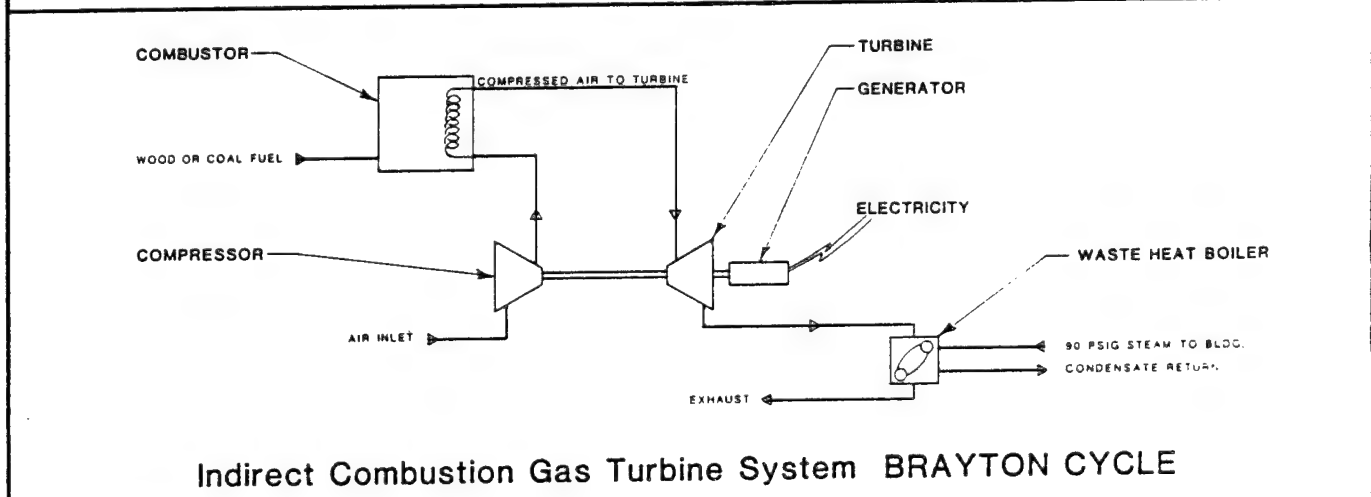 COMBUSTOR
TURBINE
COMPRESSED AIR TO TURBINE
GENERATOR
WOOD OR COAL FUEL
ELECTRICITY
COMPRESSOR
WASTE HEAT BOILER
AIR INLET
90 PSIG STEAM TO BLDG.
CONDENSATE RETURN
EXHAUST
Indirect Combustion Gas Turbine System BRAYTON CYCLE